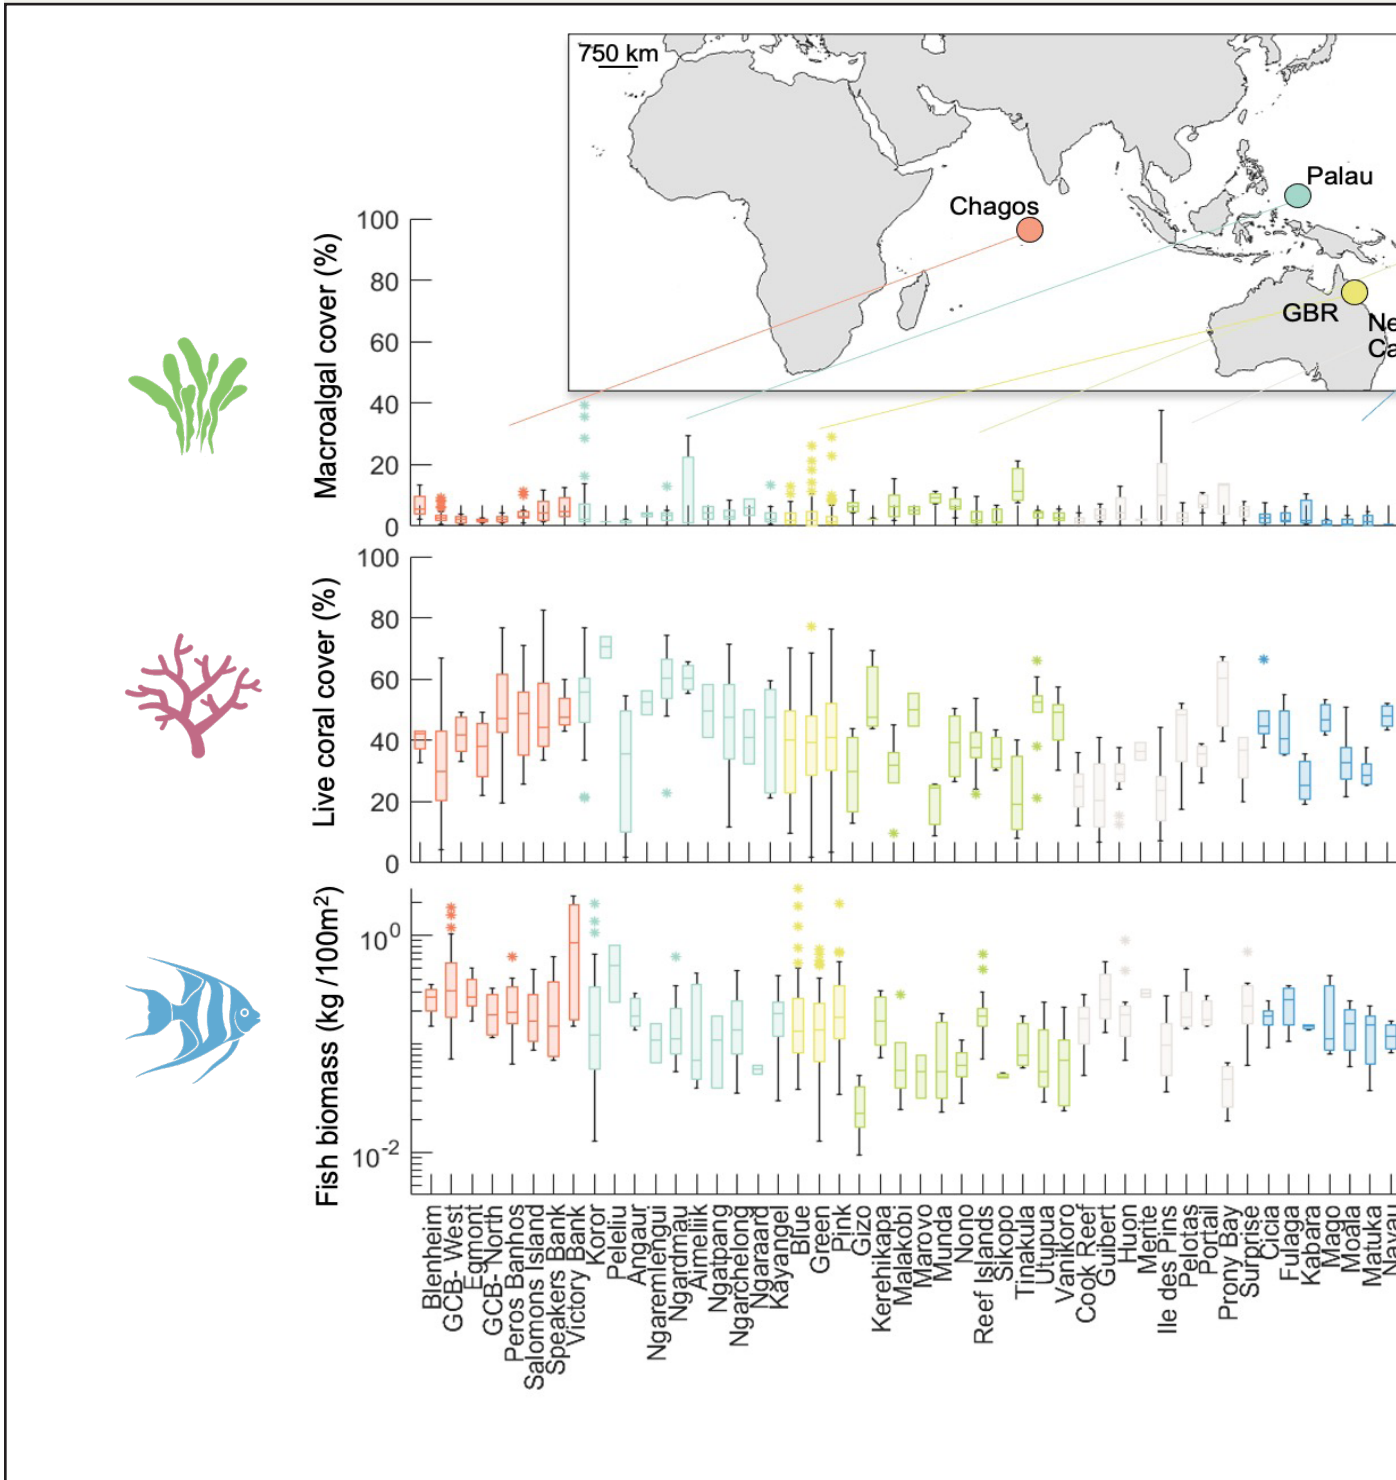 750 km
Palau
Chagos
GBR
Ne
Ca
Macroalgal cover (%)
100
80
60
40
20
0
Live coral cover (%)
100
80
60
40
20
0
Fish biomass (kg /100m²)
10⁰
10⁻²
Blenheim
GCB- West
Egmont
GCB- North
Peros Banhos
Salomons Island
Speakers Bank
Victory Bank
Koror
Peleliu
Angaur
Ngaremlengui
Ngardmau
Aimeliik
Ngatpang
Ngarchelong
Ngaraard
Kayangel
Blue
Green
Pink
Gizo
Kerehikapa
Malakobi
Marovo
Munda
Nono
Reef Islands
Sikopo
Tinakula
Utupua
Vanikoro
Cook Reef
Guibert
Huon
Merite
Ile des Pins
Pelotas
Portail
Prony Bay
Surprise
Cicia
Fulaga
Kabara
Mago
Moala
Matuka
Nayau